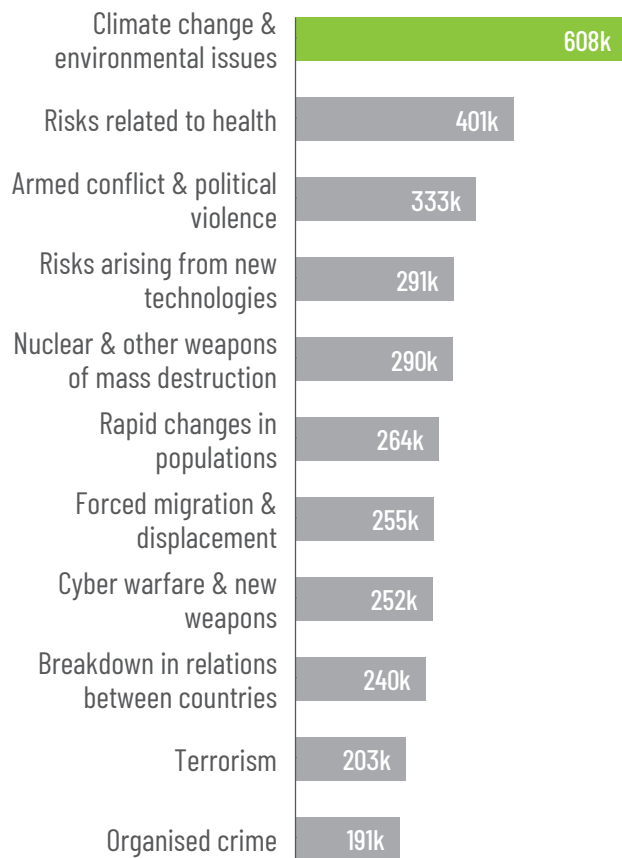 Climate change &
environmental issues
608k
Risks related to health
401k
Armed conflict & political
violence
333k
Risks arising from new
technologies
291k
Nuclear & other weapons
of mass destruction
290k
Rapid changes in
populations
264k
Forced migration &
displacement
255k
Cyber warfare & new
weapons
252k
Breakdown in relations
between countries
240k
Terrorism
203k
Organised crime
191k